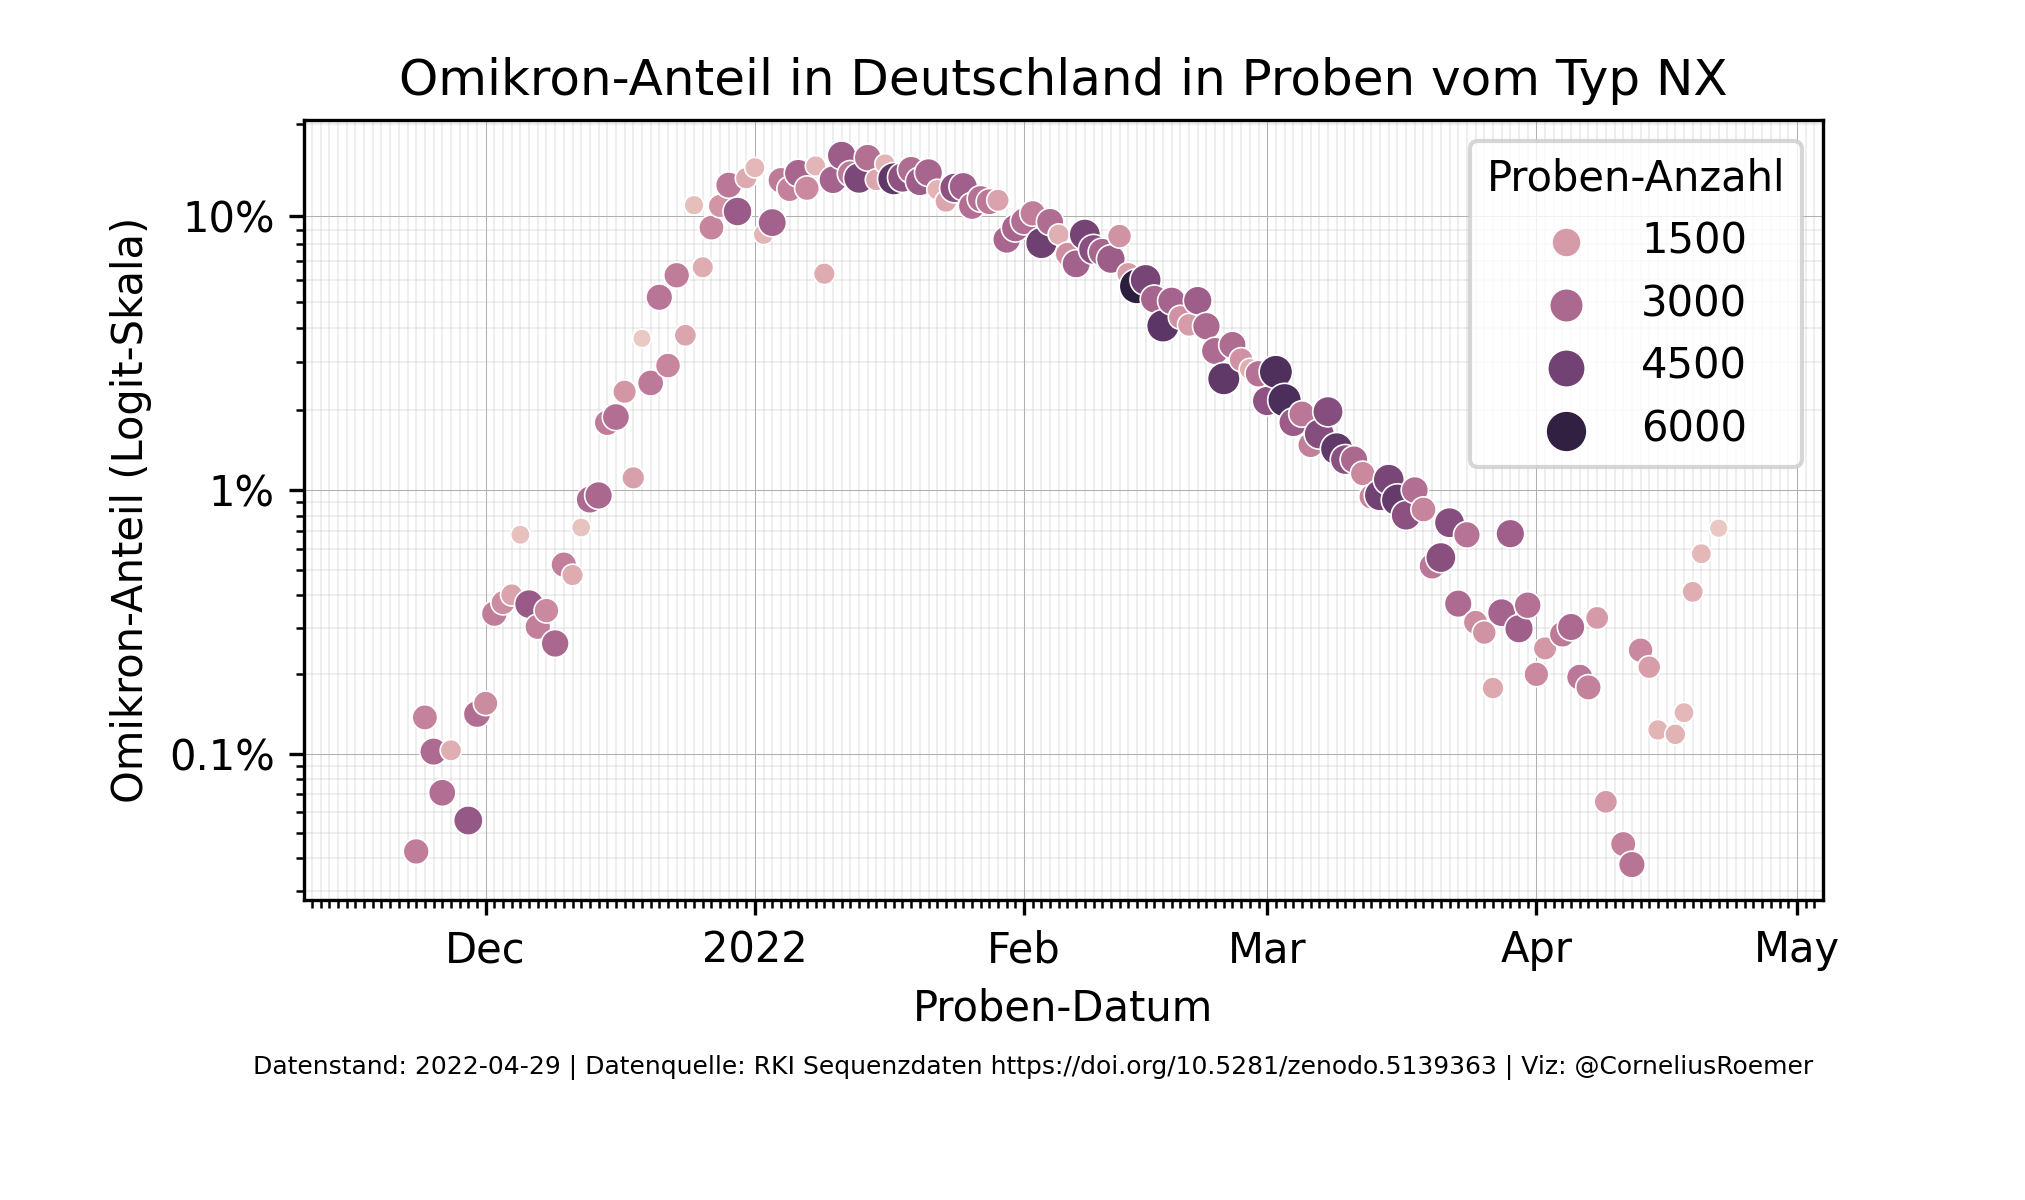 Omikron-Anteil in Deutschland in Proben vom Typ NX
Omikron-Anteil (Logit-Skala)
10%
1%
0.1%
Proben-Anzahl
1500
3000
4500
6000
Dec 2022 Feb Mar Apr May
Proben-Datum
Datenstand: 2022-04-29 | Datenquelle: RKI Sequenzdaten https://doi.org/10.5281/zenodo.5139363 | Viz: @CorneliusRoemer